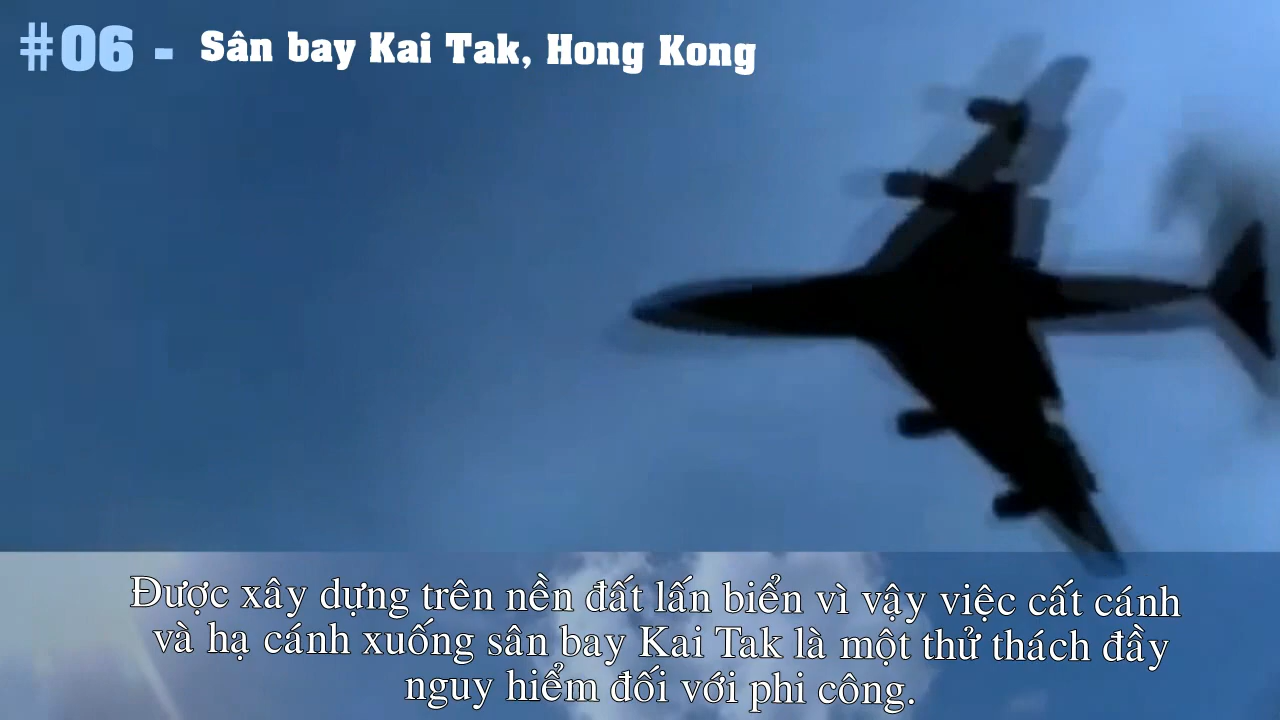 #06 - Sân bay Kai Tak, Hong Kong
Được xây dựng trên nền đất lấn biển vì vậy việc cất cánh
và hạ cánh xuống sân bay Kai Tak là một thử thách đầy
nguy hiểm đối với phi công.